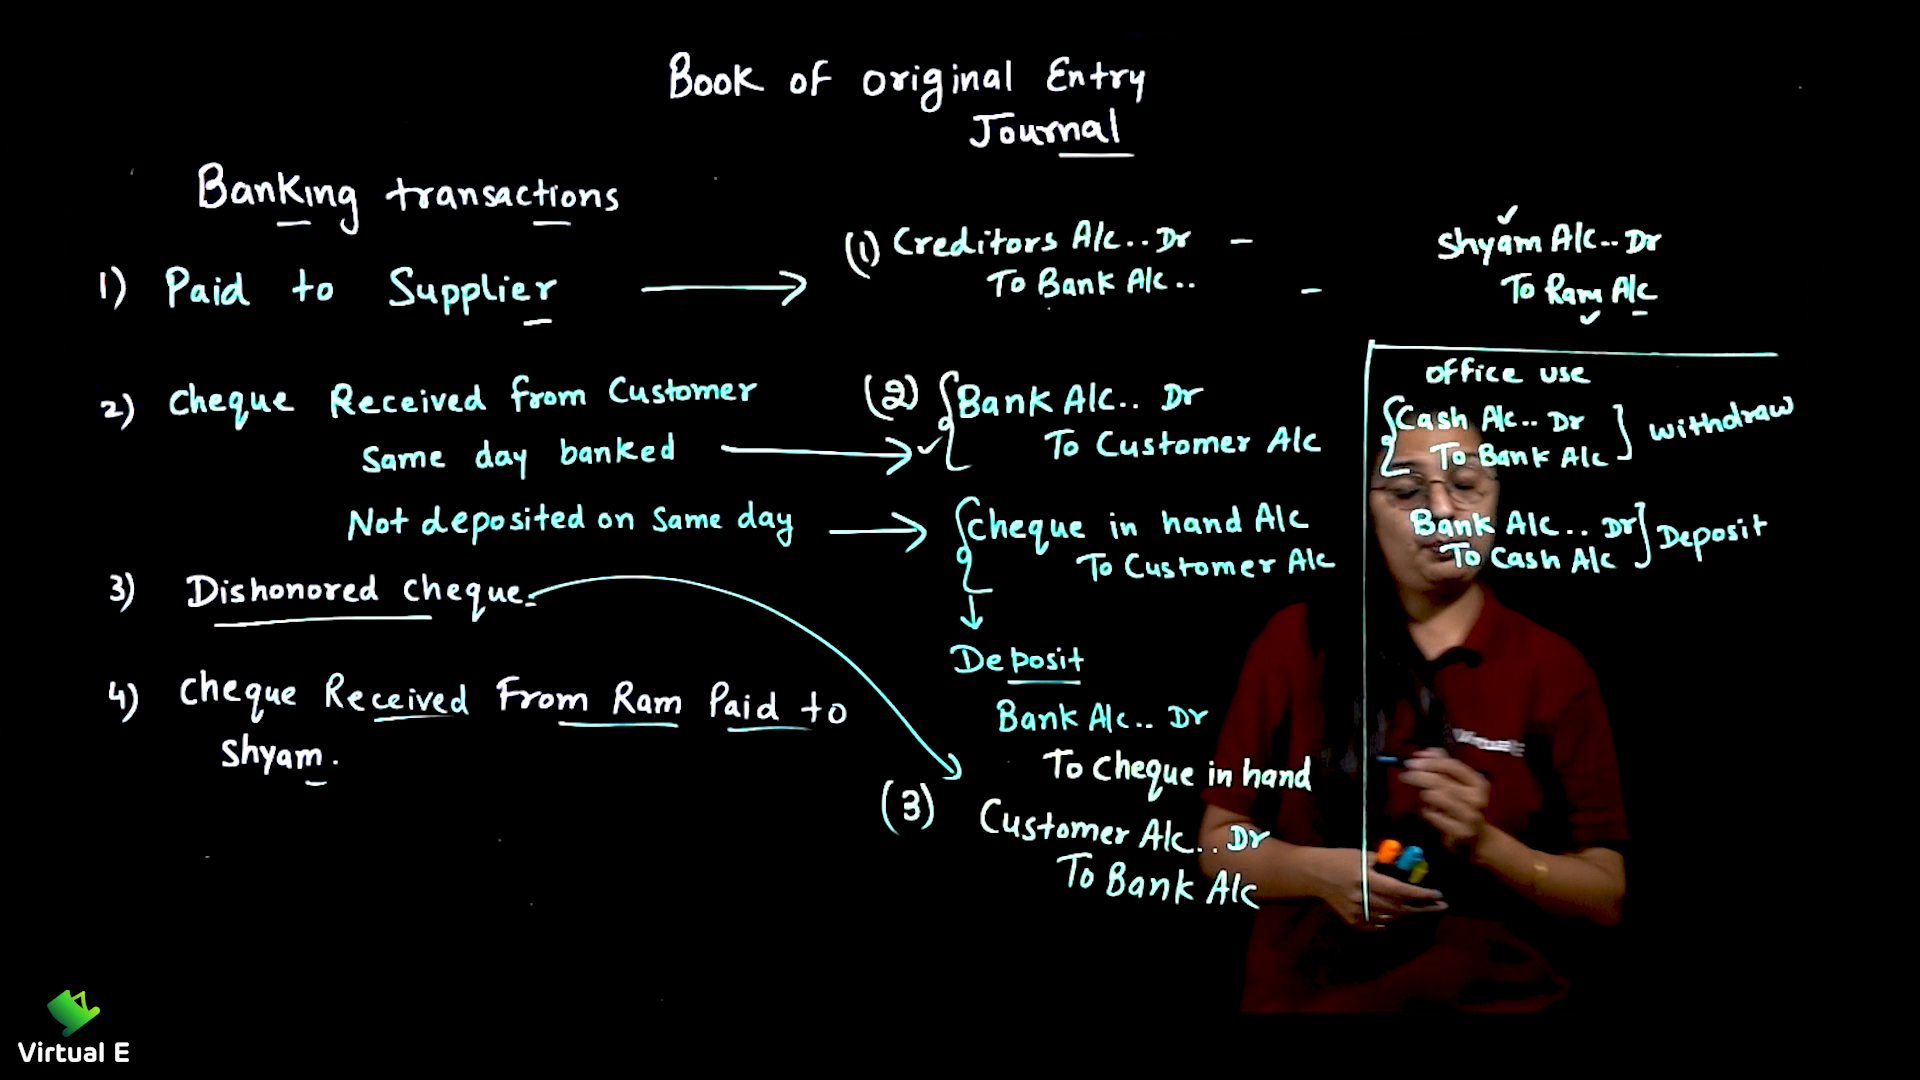 Book of original Entry
Journal
Banking transactions
1) Paid to Supplier
(1) Creditors A/c.. Dr -
To Bank A/c.. -
Shyam A/c.. Dr
To Ram A/c
2) Cheque Received from Customer
Same day banked
Not deposited on Same day
(2) Bank A/c.. Dr
To Customer A/c
Cheque in hand A/c
To Customer A/c
Deposit
Bank A/c.. Dr
To Cheque in hand
3) Dishonored cheque
(3) Customer A/c.. Dr
To Bank A/c
4) Cheque Received From Ram Paid to
Shyam.
office use
Cash A/c.. Dr
To Bank A/c
withdraw
Bank A/c.. Dr
To Cash A/c
Deposit
Virtual E
Virtual E